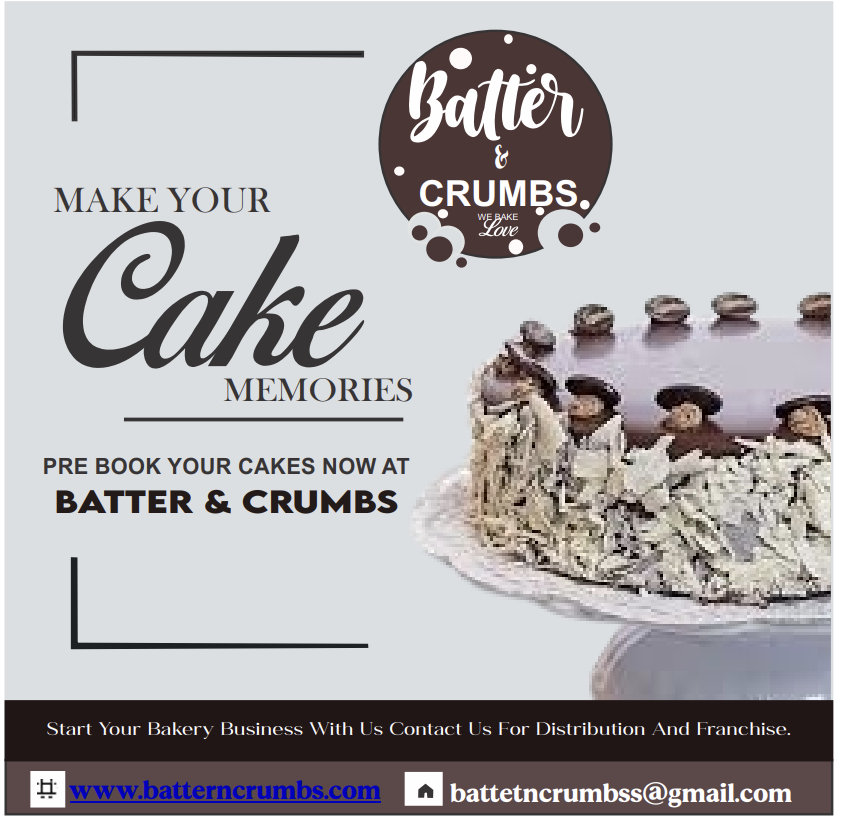 Batter
&
CRUMBS
WE BAKE
Love
MAKE YOUR
Cake
MEMORIES
PRE BOOK YOUR CAKES NOW AT
BATTER & CRUMBS
Start Your Bakery Business With Us Contact Us For Distribution And Franchise.
www.batterncrumbs.com
battetncrumbss@gmail.com